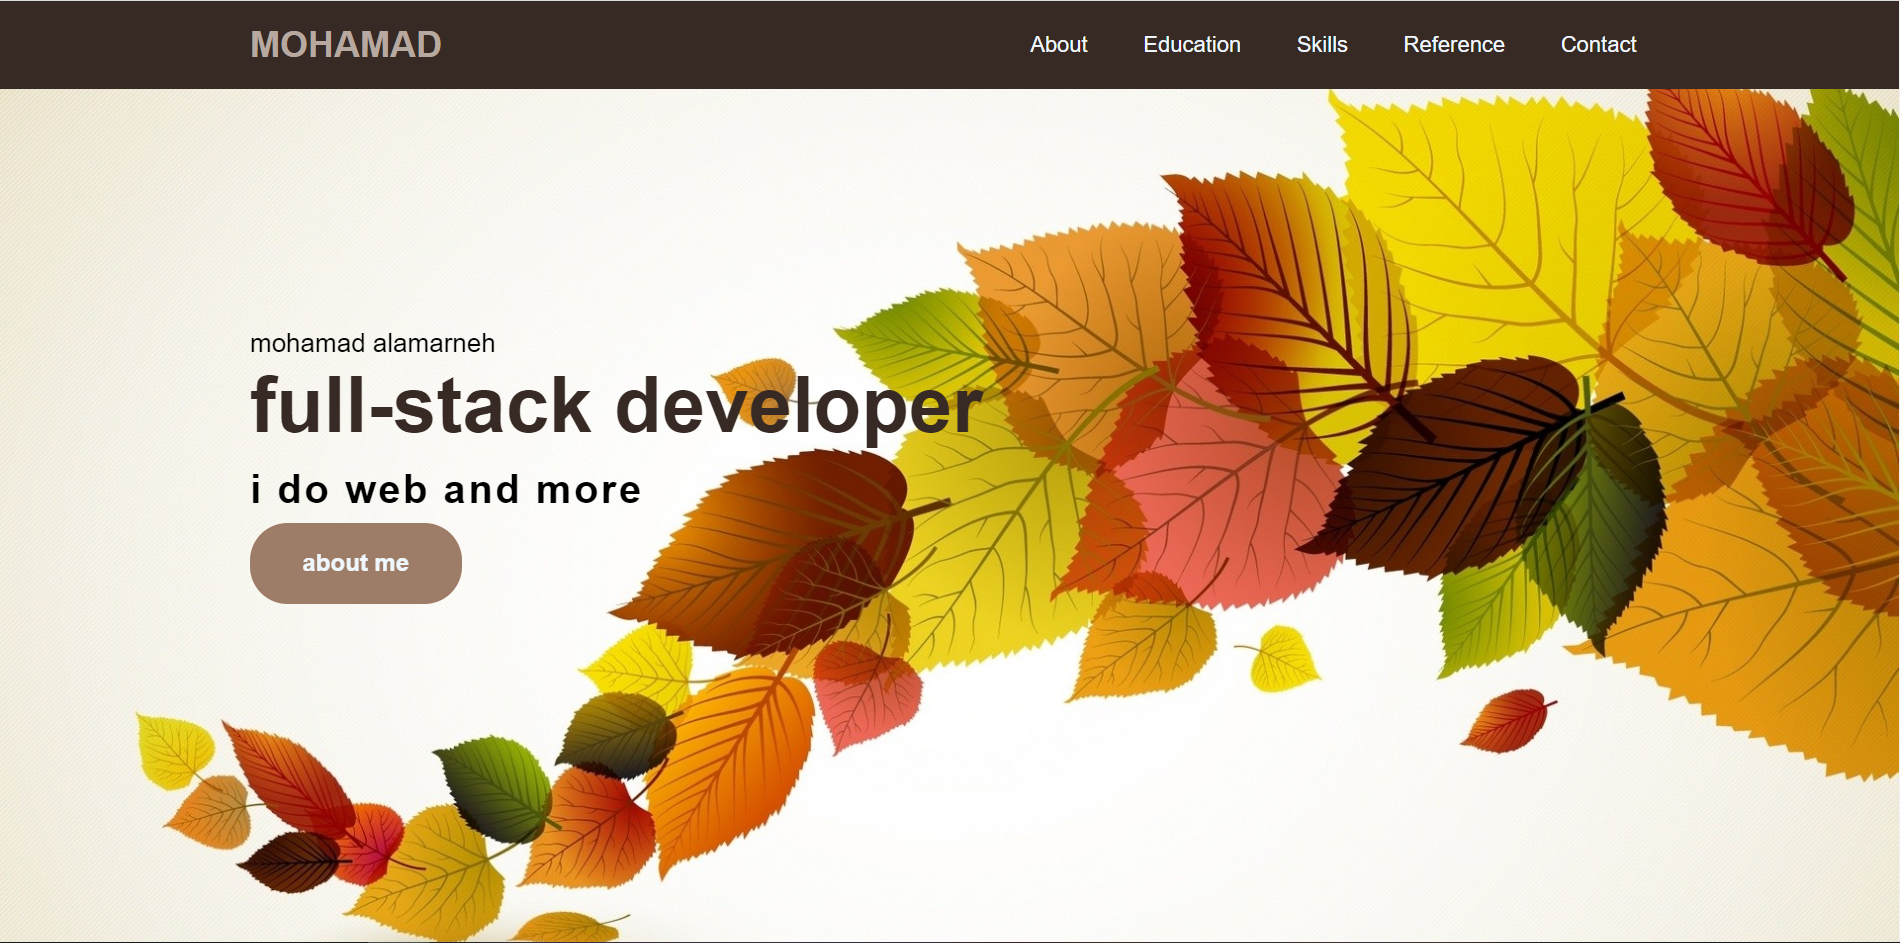 MOHAMAD
About Education Skills Reference Contact
mohamad alamarneh
full-stack developer
i do web and more
about me